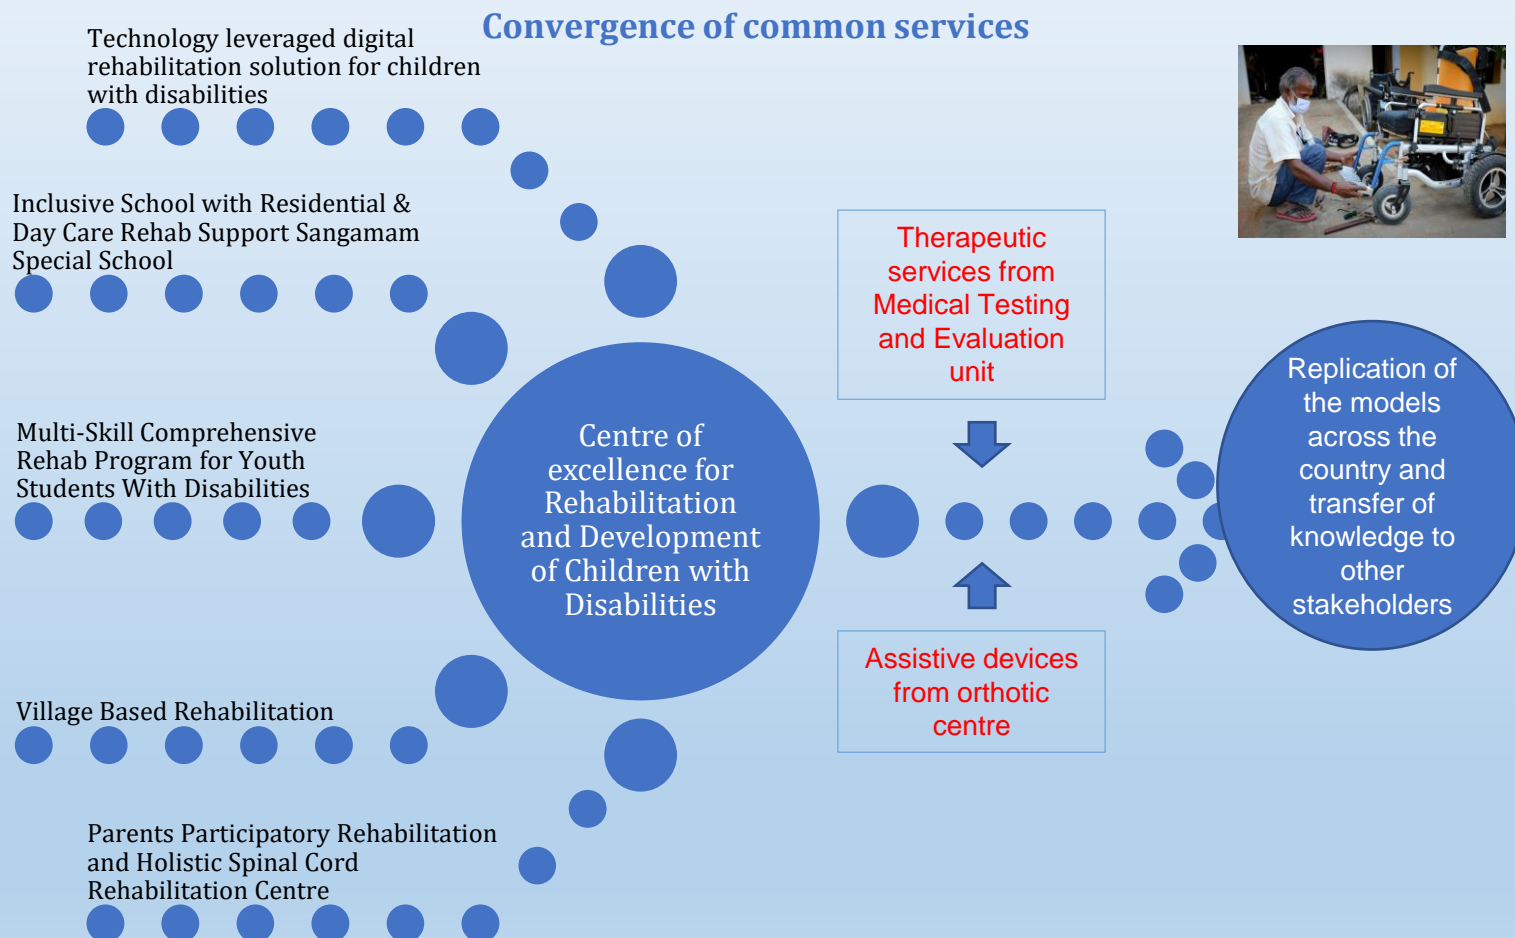 Convergence of common services
Technology leveraged digital
rehabilitation solution for children
with disabilities
Inclusive School with Residential &
Day Care Rehab Support Sangamam
Special School
Multi-Skill Comprehensive
Rehab Program for Youth
Students With Disabilities
Village Based Rehabilitation
Parents Participatory Rehabilitation
and Holistic Spinal Cord
Rehabilitation Centre
Centre of
excellence for
Rehabilitation
and Development
of Children with
Disabilities
Therapeutic
services from
Medical Testing
and Evaluation
unit
Assistive devices
from orthotic
centre
Replication of
the models
across the
country and
transfer of
knowledge to
other
stakeholders